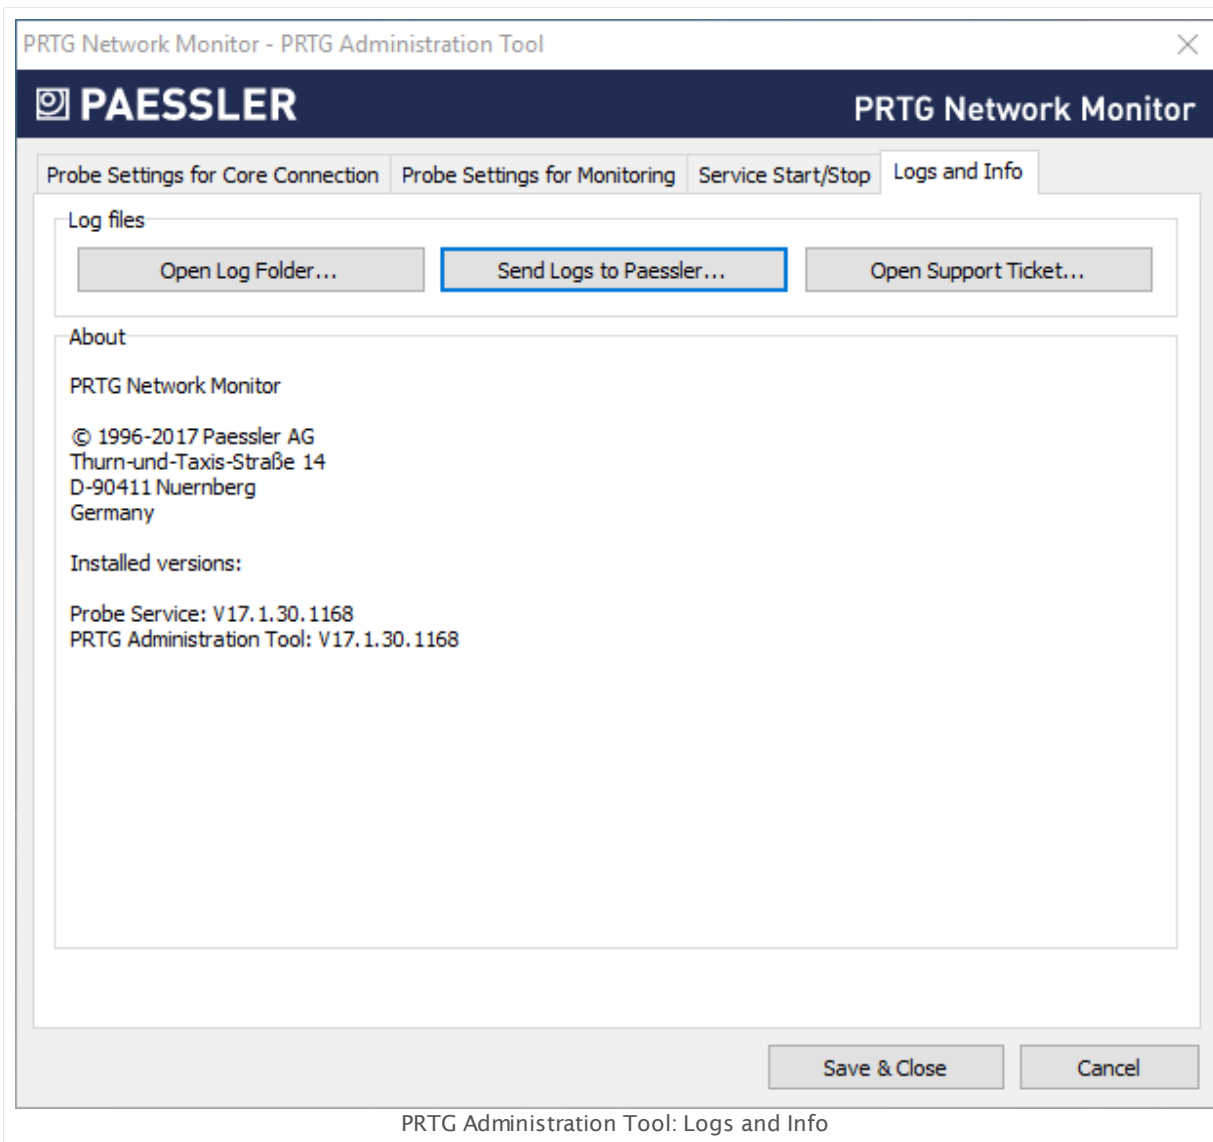 PRTG Network Monitor - PRTG Administration Tool
PAESSLER
PRTG Network Monitor
Probe Settings for Core Connection
Probe Settings for Monitoring
Service Start/Stop
Logs and Info
Log files
Open Log Folder...
Send Logs to Paessler...
Open Support Ticket...
About
PRTG Network Monitor
© 1996-2017 Paessler AG
Thurn-und-Taxis-Straße 14
D-90411 Nuernberg
Germany
Installed versions:
Probe Service: V17.1.30.1168
PRTG Administration Tool: V17.1.30.1168
Save & Close
Cancel
PRTG Administration Tool: Logs and Info